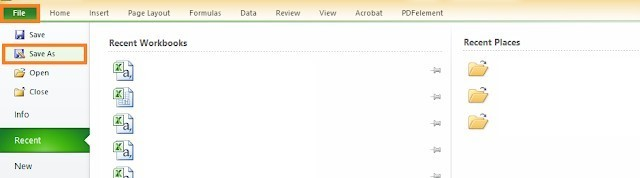 File Home Insert Page Layout Formulas Data Review View Acrobat PDFelement
Save
Save As
Open
Close
Info
Recent
New
Recent Workbooks
Recent Places